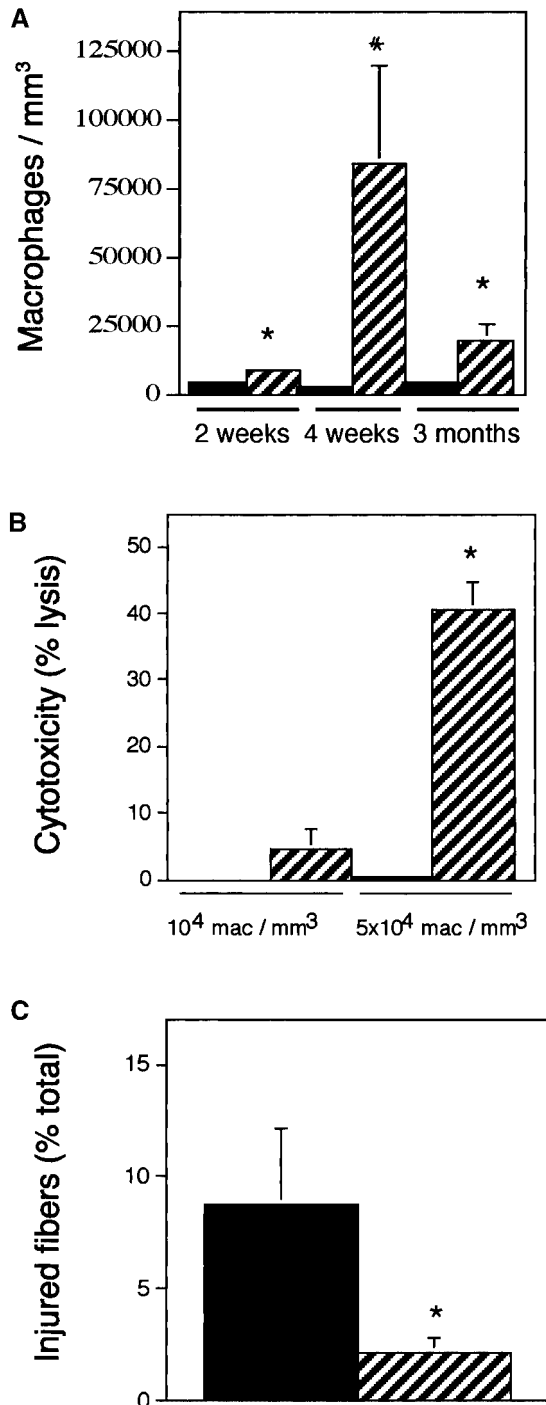 A
Macrophages / mm³
125000
100000
75000
50000
25000
0
*
*
*
2 weeks 4 weeks 3 months
B
Cytotoxicity (% lysis)
50
40
30
20
10
0
*
10⁴ mac / mm³ 5x10⁴ mac / mm³
C
Injured fibers (% total)
15
10
5
0
*